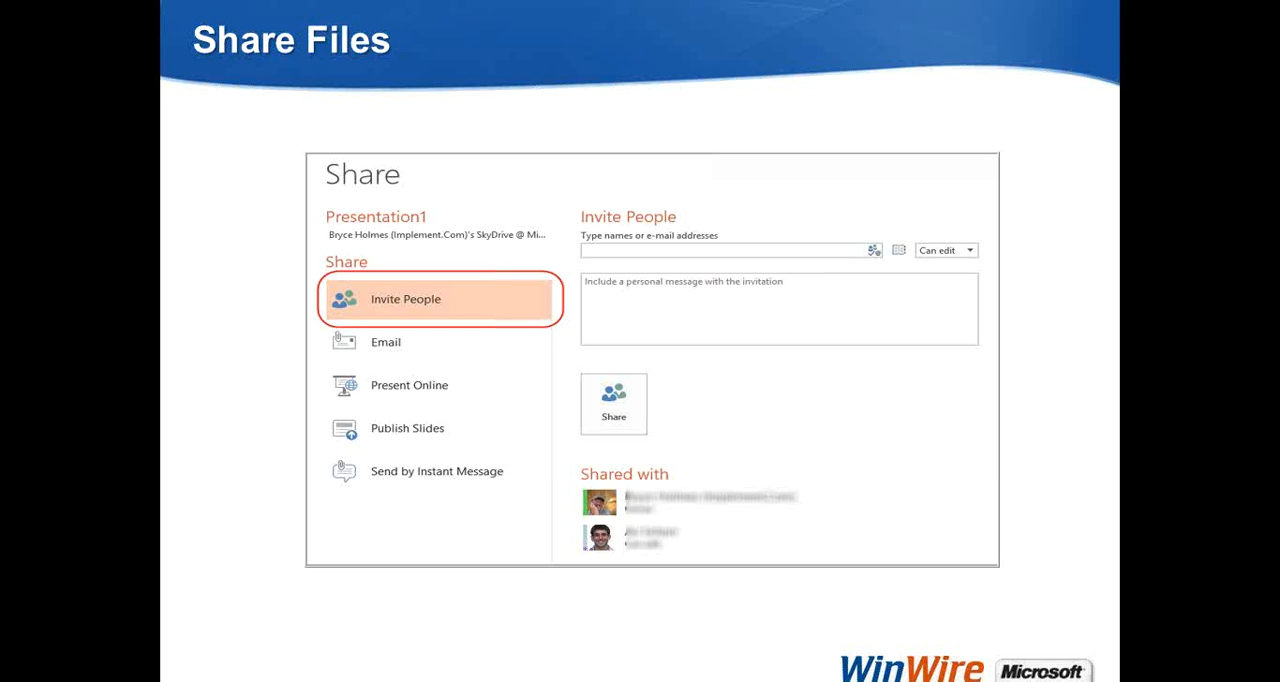 Share Files
Share
Presentation1
Bryce Holmes (Implement.Com)'s SkyDrive @ Mi...
Share
Invite People
Email
Present Online
Publish Slides
Send by Instant Message
Invite People
Type names or e-mail addresses
Can edit
Include a personal message with the invitation
Share
Shared with
WinWire Microsoft